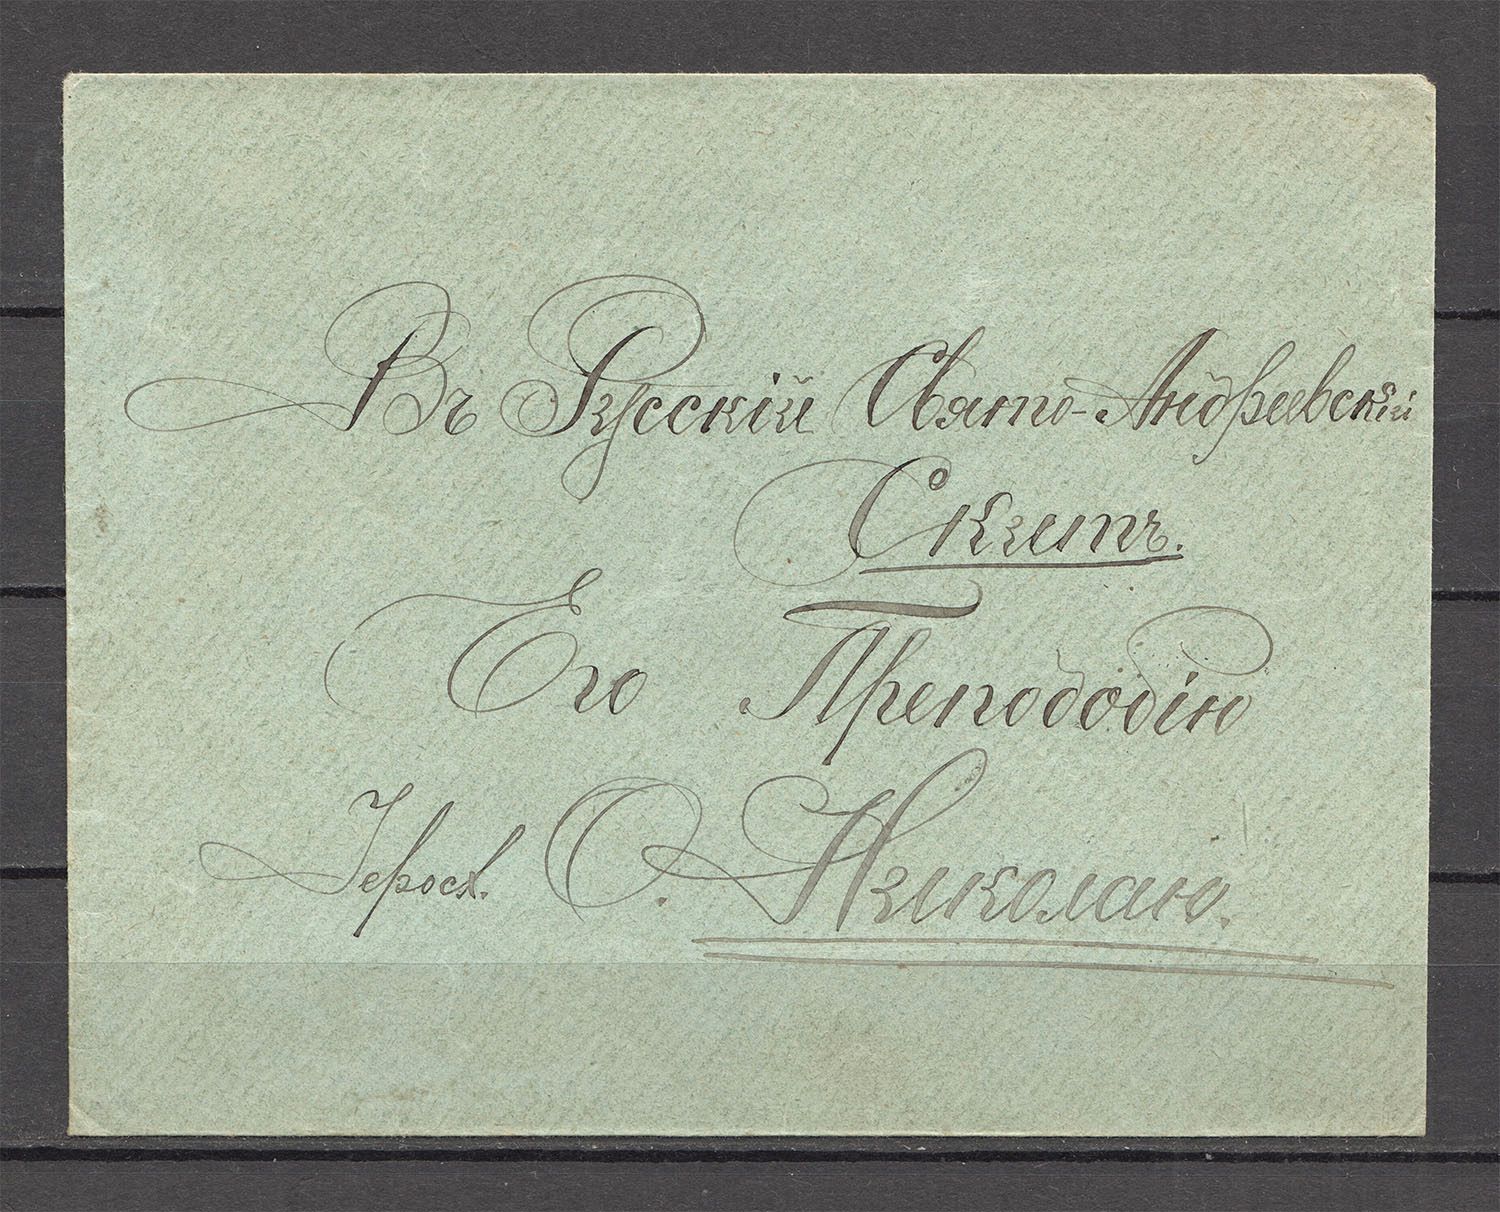 Въ Русскій Свято-Андреевскій
Скитъ.
Его Преподобію
Іеросх. О. Николаю.